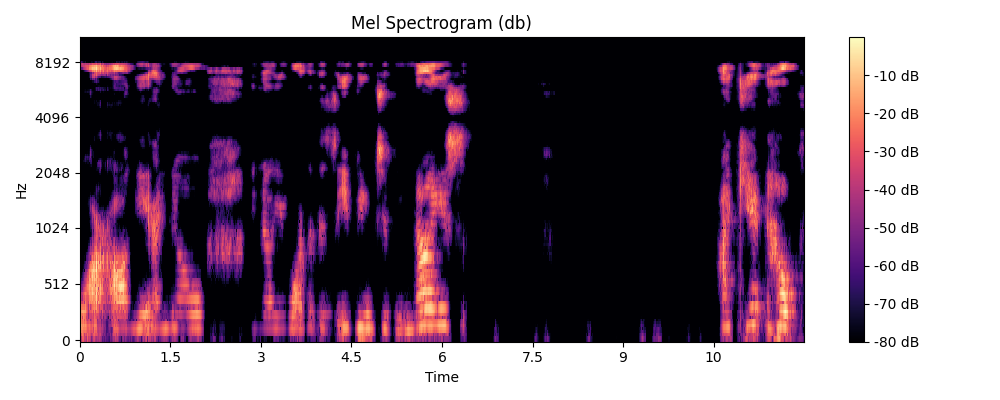 Mel Spectrogram (db)
8192
4096
2048
1024
512
0
Hz
0 1.5 3 4.5 6 7.5 9 10
Time
-10 dB
-20 dB
-30 dB
-40 dB
-50 dB
-60 dB
-70 dB
-80 dB